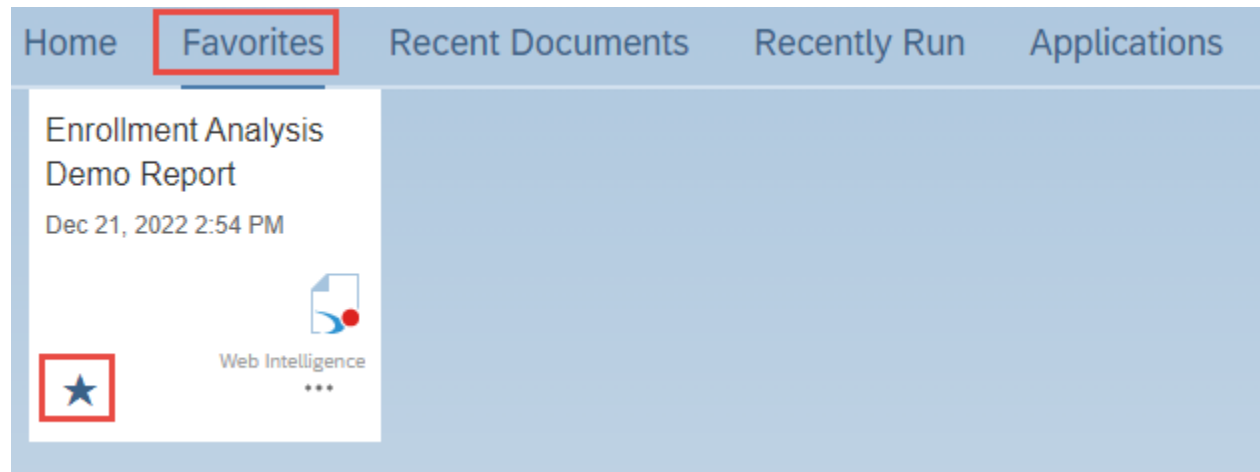 Home Favorites Recent Documents Recently Run Applications
Enrollment Analysis
Demo Report
Dec 21, 2022 2:54 PM
Web Intelligence